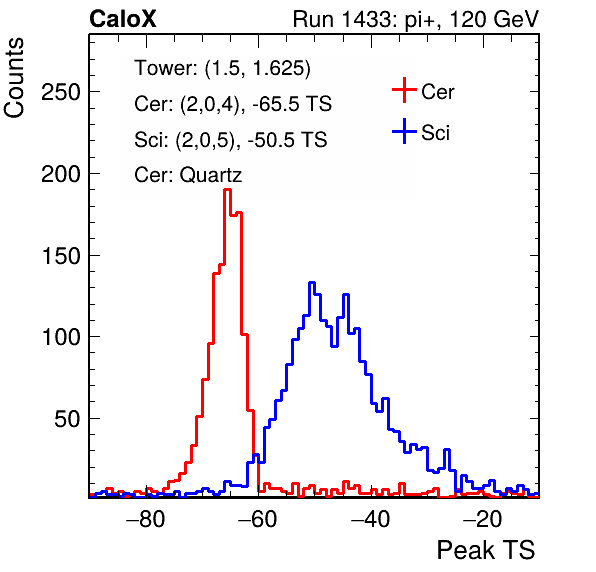 CaloX Run 1433: pi+, 120 GeV
Counts
Tower: (1.5, 1.625)
Cer: (2,0,4), -65.5 TS
Sci: (2,0,5), -50.5 TS
Cer: Quartz
Cer
Sci
250
200
150
100
50
−80 −60 −40 −20
Peak TS